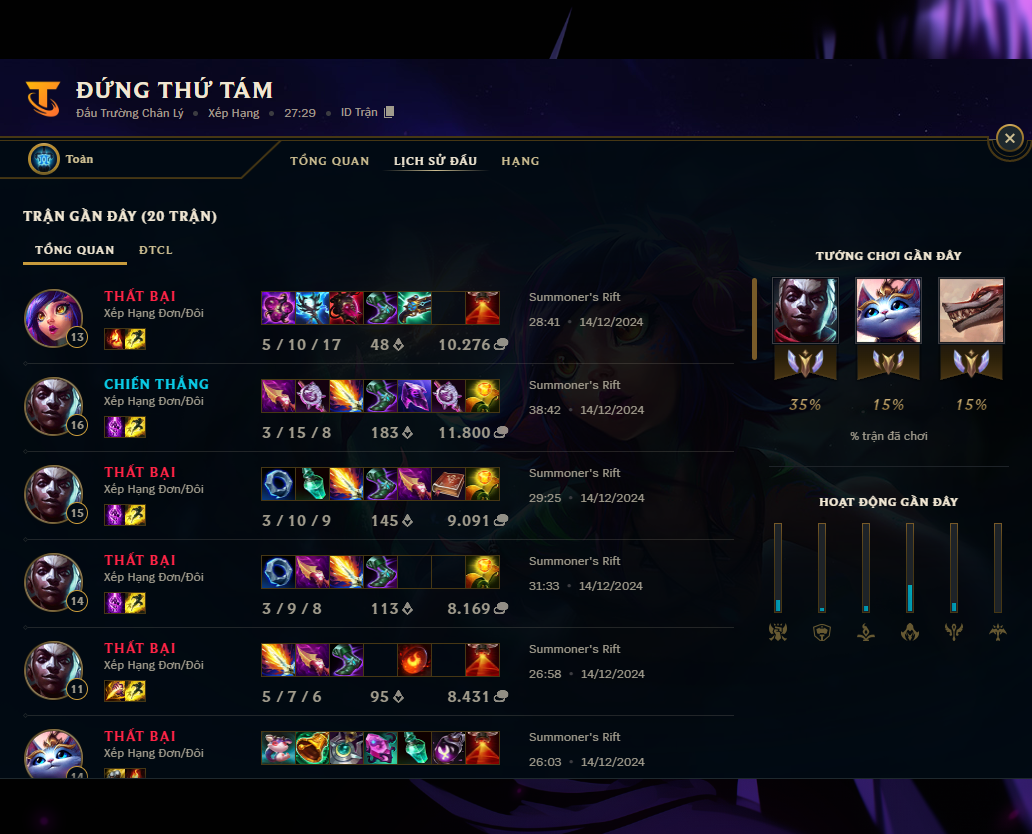 ĐỨNG THỨ TÁM
Đấu Trường Chân Lý • Xếp Hạng • 27:29 • ID Trận
Toàn
TỔNG QUAN LỊCH SỬ ĐẤU HẠNG
TRẬN GẦN ĐÂY (20 TRẬN)
TỔNG QUAN ĐTCL
THẤT BẠI
Xếp Hạng Đơn/Đôi
13
5 / 10 / 17 48 10.276
Summoner's Rift
28:41 • 14/12/2024
CHIẾN THẮNG
Xếp Hạng Đơn/Đôi
16
3 / 15 / 8 183 11.800
Summoner's Rift
38:42 • 14/12/2024
THẤT BẠI
Xếp Hạng Đơn/Đôi
15
3 / 10 / 9 145 9.091
Summoner's Rift
29:25 • 14/12/2024
THẤT BẠI
Xếp Hạng Đơn/Đôi
14
3 / 9 / 8 113 8.169
Summoner's Rift
31:33 • 14/12/2024
THẤT BẠI
Xếp Hạng Đơn/Đôi
11
5 / 7 / 6 95 8.431
Summoner's Rift
26:58 • 14/12/2024
THẤT BẠI
Xếp Hạng Đơn/Đôi
14
Summoner's Rift
26:03 • 14/12/2024
TƯỚNG CHƠI GẦN ĐÂY
35% 15% 15%
% trận đã chơi
HOẠT ĐỘNG GẦN ĐÂY